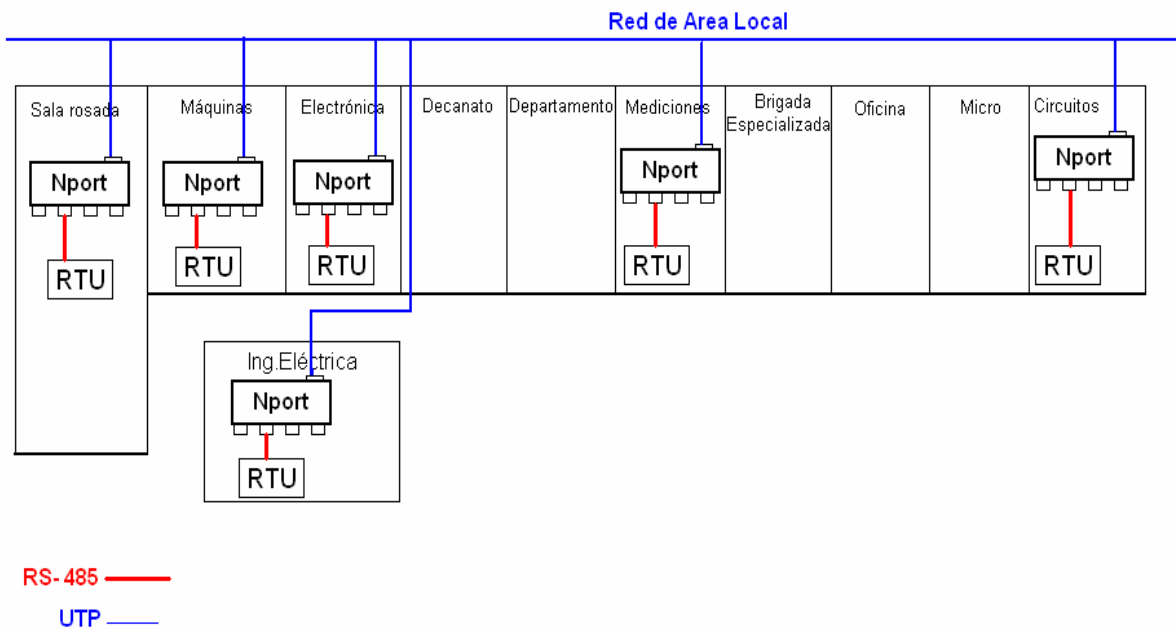 Red de Area Local
Sala rosada
Máquinas
Electrónica
Decanato
Departamento
Mediciones
Brigada
Especializada
Oficina
Micro
Circuitos
Nport
Nport
Nport
Nport
Nport
RTU
RTU
RTU
RTU
RTU
Ing.Eléctrica
Nport
RTU
RS- 485
UTP